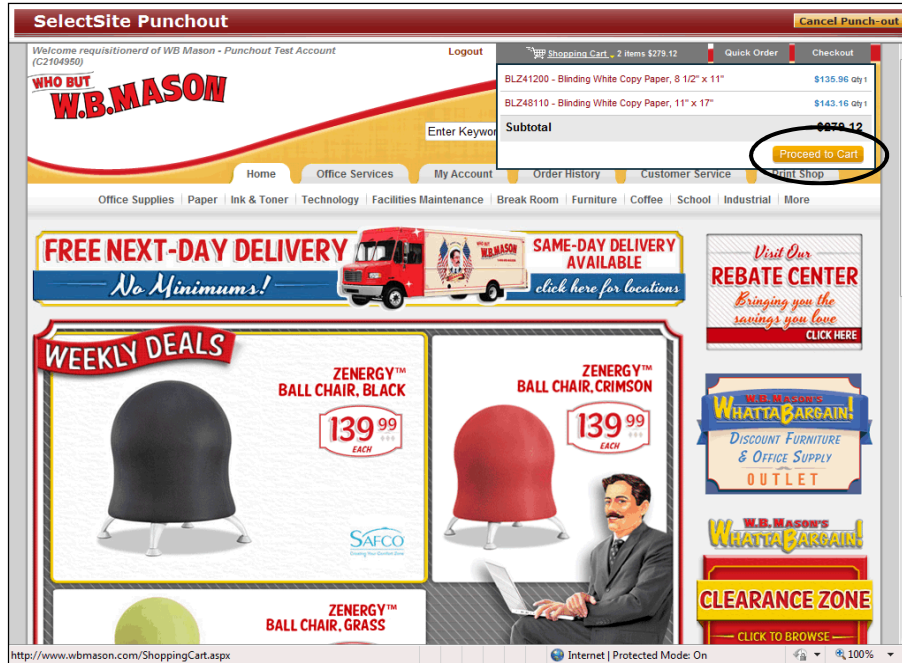 SelectSite Punchout
Cancel Punch-out
Welcome requisitionerd of WB Mason - Punchout Test Account
(C2104950)
Logout
Shopping Cart 2 items $279.12
Quick Order
Checkout
WHO BUT
W.B. MASON
BLZ41200 - Blinding White Copy Paper, 8 1/2" x 11" $135.96 Qty 1
BLZ48110 - Blinding White Copy Paper, 11" x 17" $143.16 Qty 1
Subtotal $279.12
Proceed to Cart
Enter Keywor
Home Office Services My Account Order History Customer Service Print Shop
Office Supplies | Paper | Ink & Toner | Technology | Facilities Maintenance | Break Room | Furniture | Coffee | School | Industrial | More
FREE NEXT-DAY DELIVERY
No Minimums!
WHO BUT
W.B. MASON
SAME-DAY DELIVERY
AVAILABLE
click here for locations
Visit Our
REBATE CENTER
Bringing you the
savings you love
CLICK HERE
WEEKLY DEALS
ZENERGY™
BALL CHAIR, BLACK
139 99
EACH
SAFCO
ZENERGY™
BALL CHAIR, CRIMSON
139 99
EACH
W.B. MASON'S
WHATTABARGAIN!
DISCOUNT FURNITURE
& OFFICE SUPPLY
OUTLET
W.B. MASON'S
WHATTABARGAIN!
CLEARANCE ZONE
CLICK TO BROWSE
ZENERGY™
BALL CHAIR, GRASS
http://www.wbmason.com/ShoppingCart.aspx
Internet | Protected Mode: On
100%